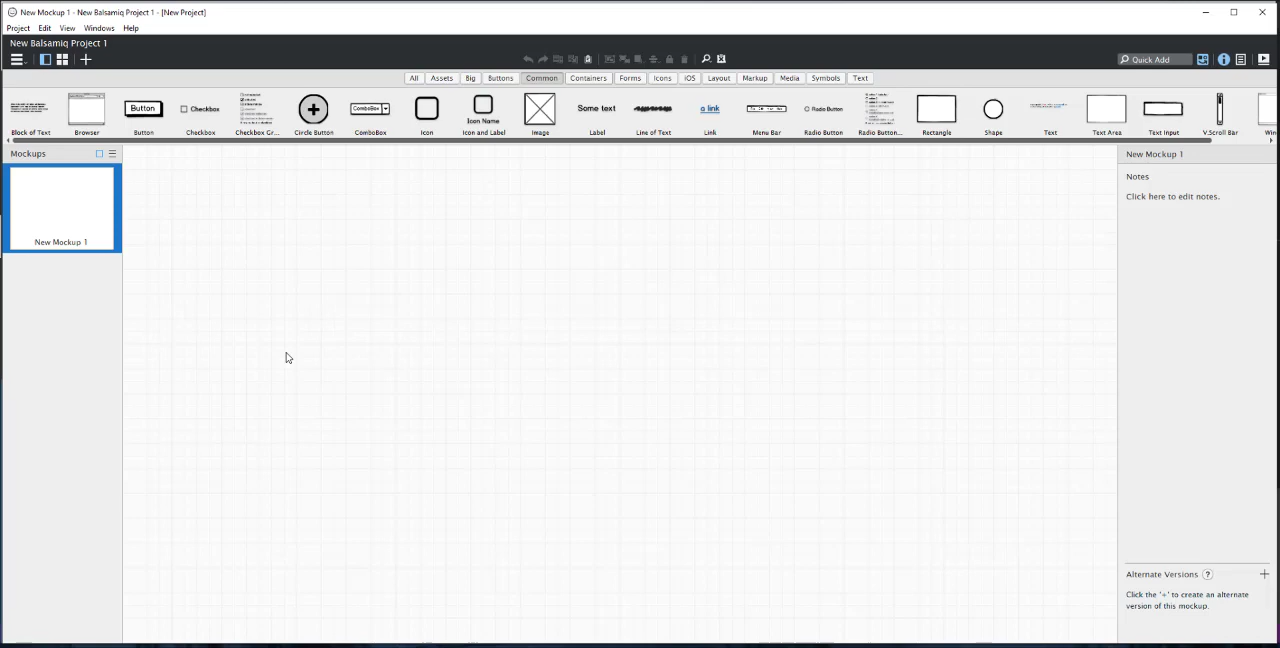 New Mockup 1 - New Balsamiq Project 1 - [New Project]
Project Edit View Windows Help
New Balsamiq Project 1
Quick Add
All Assets Big Buttons Common Containers Forms Icons iOS Layout Markup Media Symbols Text
Button Checkbox ComboBox Icon Name Some text a link Radio Button
Block of Text Browser Button Checkbox Checkbox Gr... Circle Button ComboBox Icon Icon and Label Image Label Line of Text Link Menu Bar Radio Button Radio Button... Rectangle Shape Text Text Area Text Input V.Scroll Bar Win
Mockups
New Mockup 1
New Mockup 1
Notes
Click here to edit notes.
Alternate Versions ?
Click the '+' to create an alternate
version of this mockup.